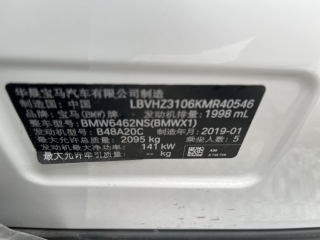 华晨宝马汽车有限公司制造
制造国：中国 LBVHZ3106KMR40546
品牌：宝马(BMW)牌 发动机排量：1998 mL
整车型号：BMW6462NS(BMWX1)
发动机型号：B48A20C 制造年月：2019-01
最大允许总质量：2095 kg 乘坐人数：5
发动机最大净功率：141 kW
最大允许牵引质量：-- kg